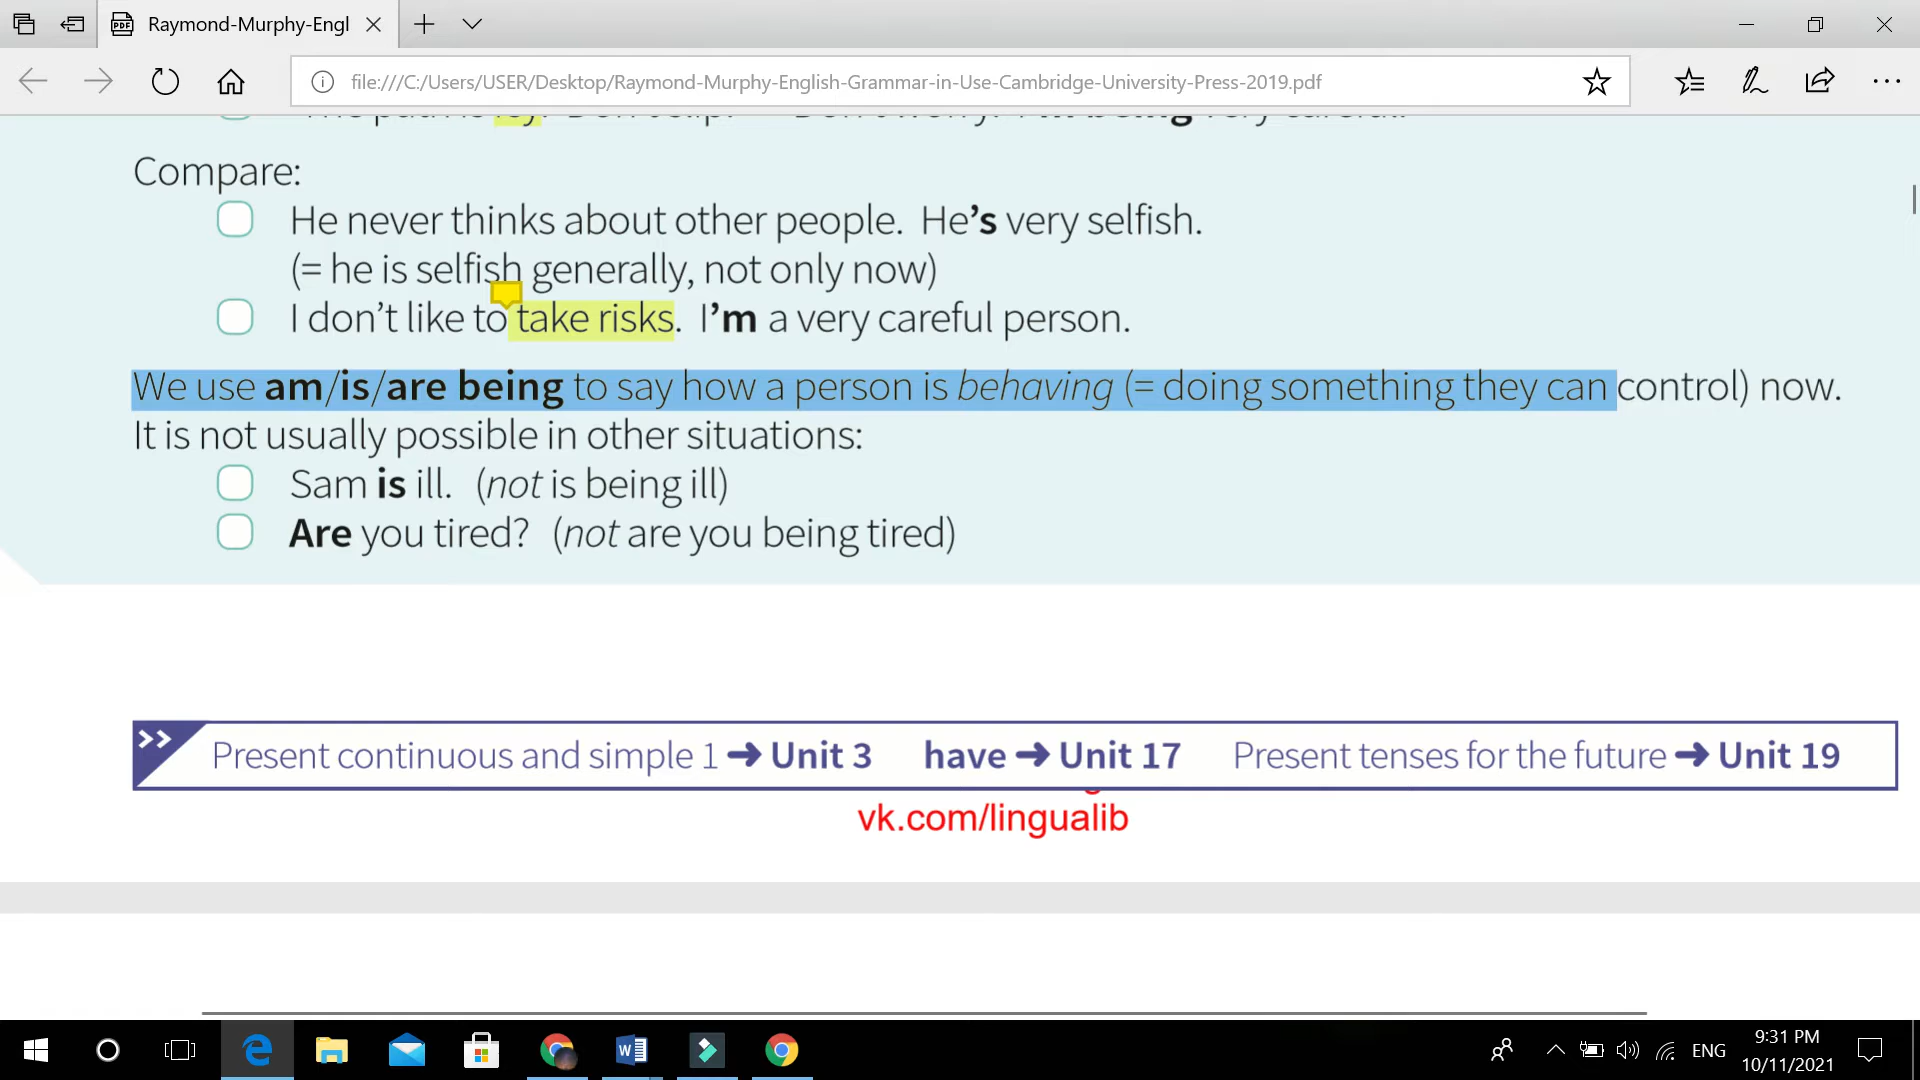 Raymond-Murphy-Engl
file:///C:/Users/USER/Desktop/Raymond-Murphy-English-Grammar-in-Use-Cambridge-University-Press-2019.pdf
Compare:
He never thinks about other people. He’s very selfish.
(= he is selfish generally, not only now)
I don’t like to take risks. I’m a very careful person.
We use am/is/are being to say how a person is behaving (= doing something they can control) now.
It is not usually possible in other situations:
Sam is ill. (not is being ill)
Are you tired? (not are you being tired)
>> Present continuous and simple 1 ➜ Unit 3 have ➜ Unit 17 Present tenses for the future ➜ Unit 19
vk.com/lingualib
ENG
9:31 PM
10/11/2021